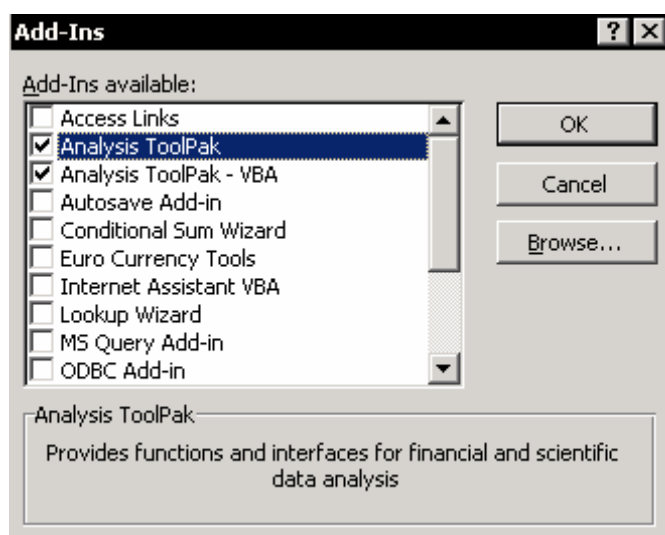 Add-Ins
Add-Ins available:
Access Links
Analysis ToolPak
Analysis ToolPak - VBA
Autosave Add-in
Conditional Sum Wizard
Euro Currency Tools
Internet Assistant VBA
Lookup Wizard
MS Query Add-in
ODBC Add-in
OK
Cancel
Browse...
Analysis ToolPak
Provides functions and interfaces for financial and scientific
data analysis